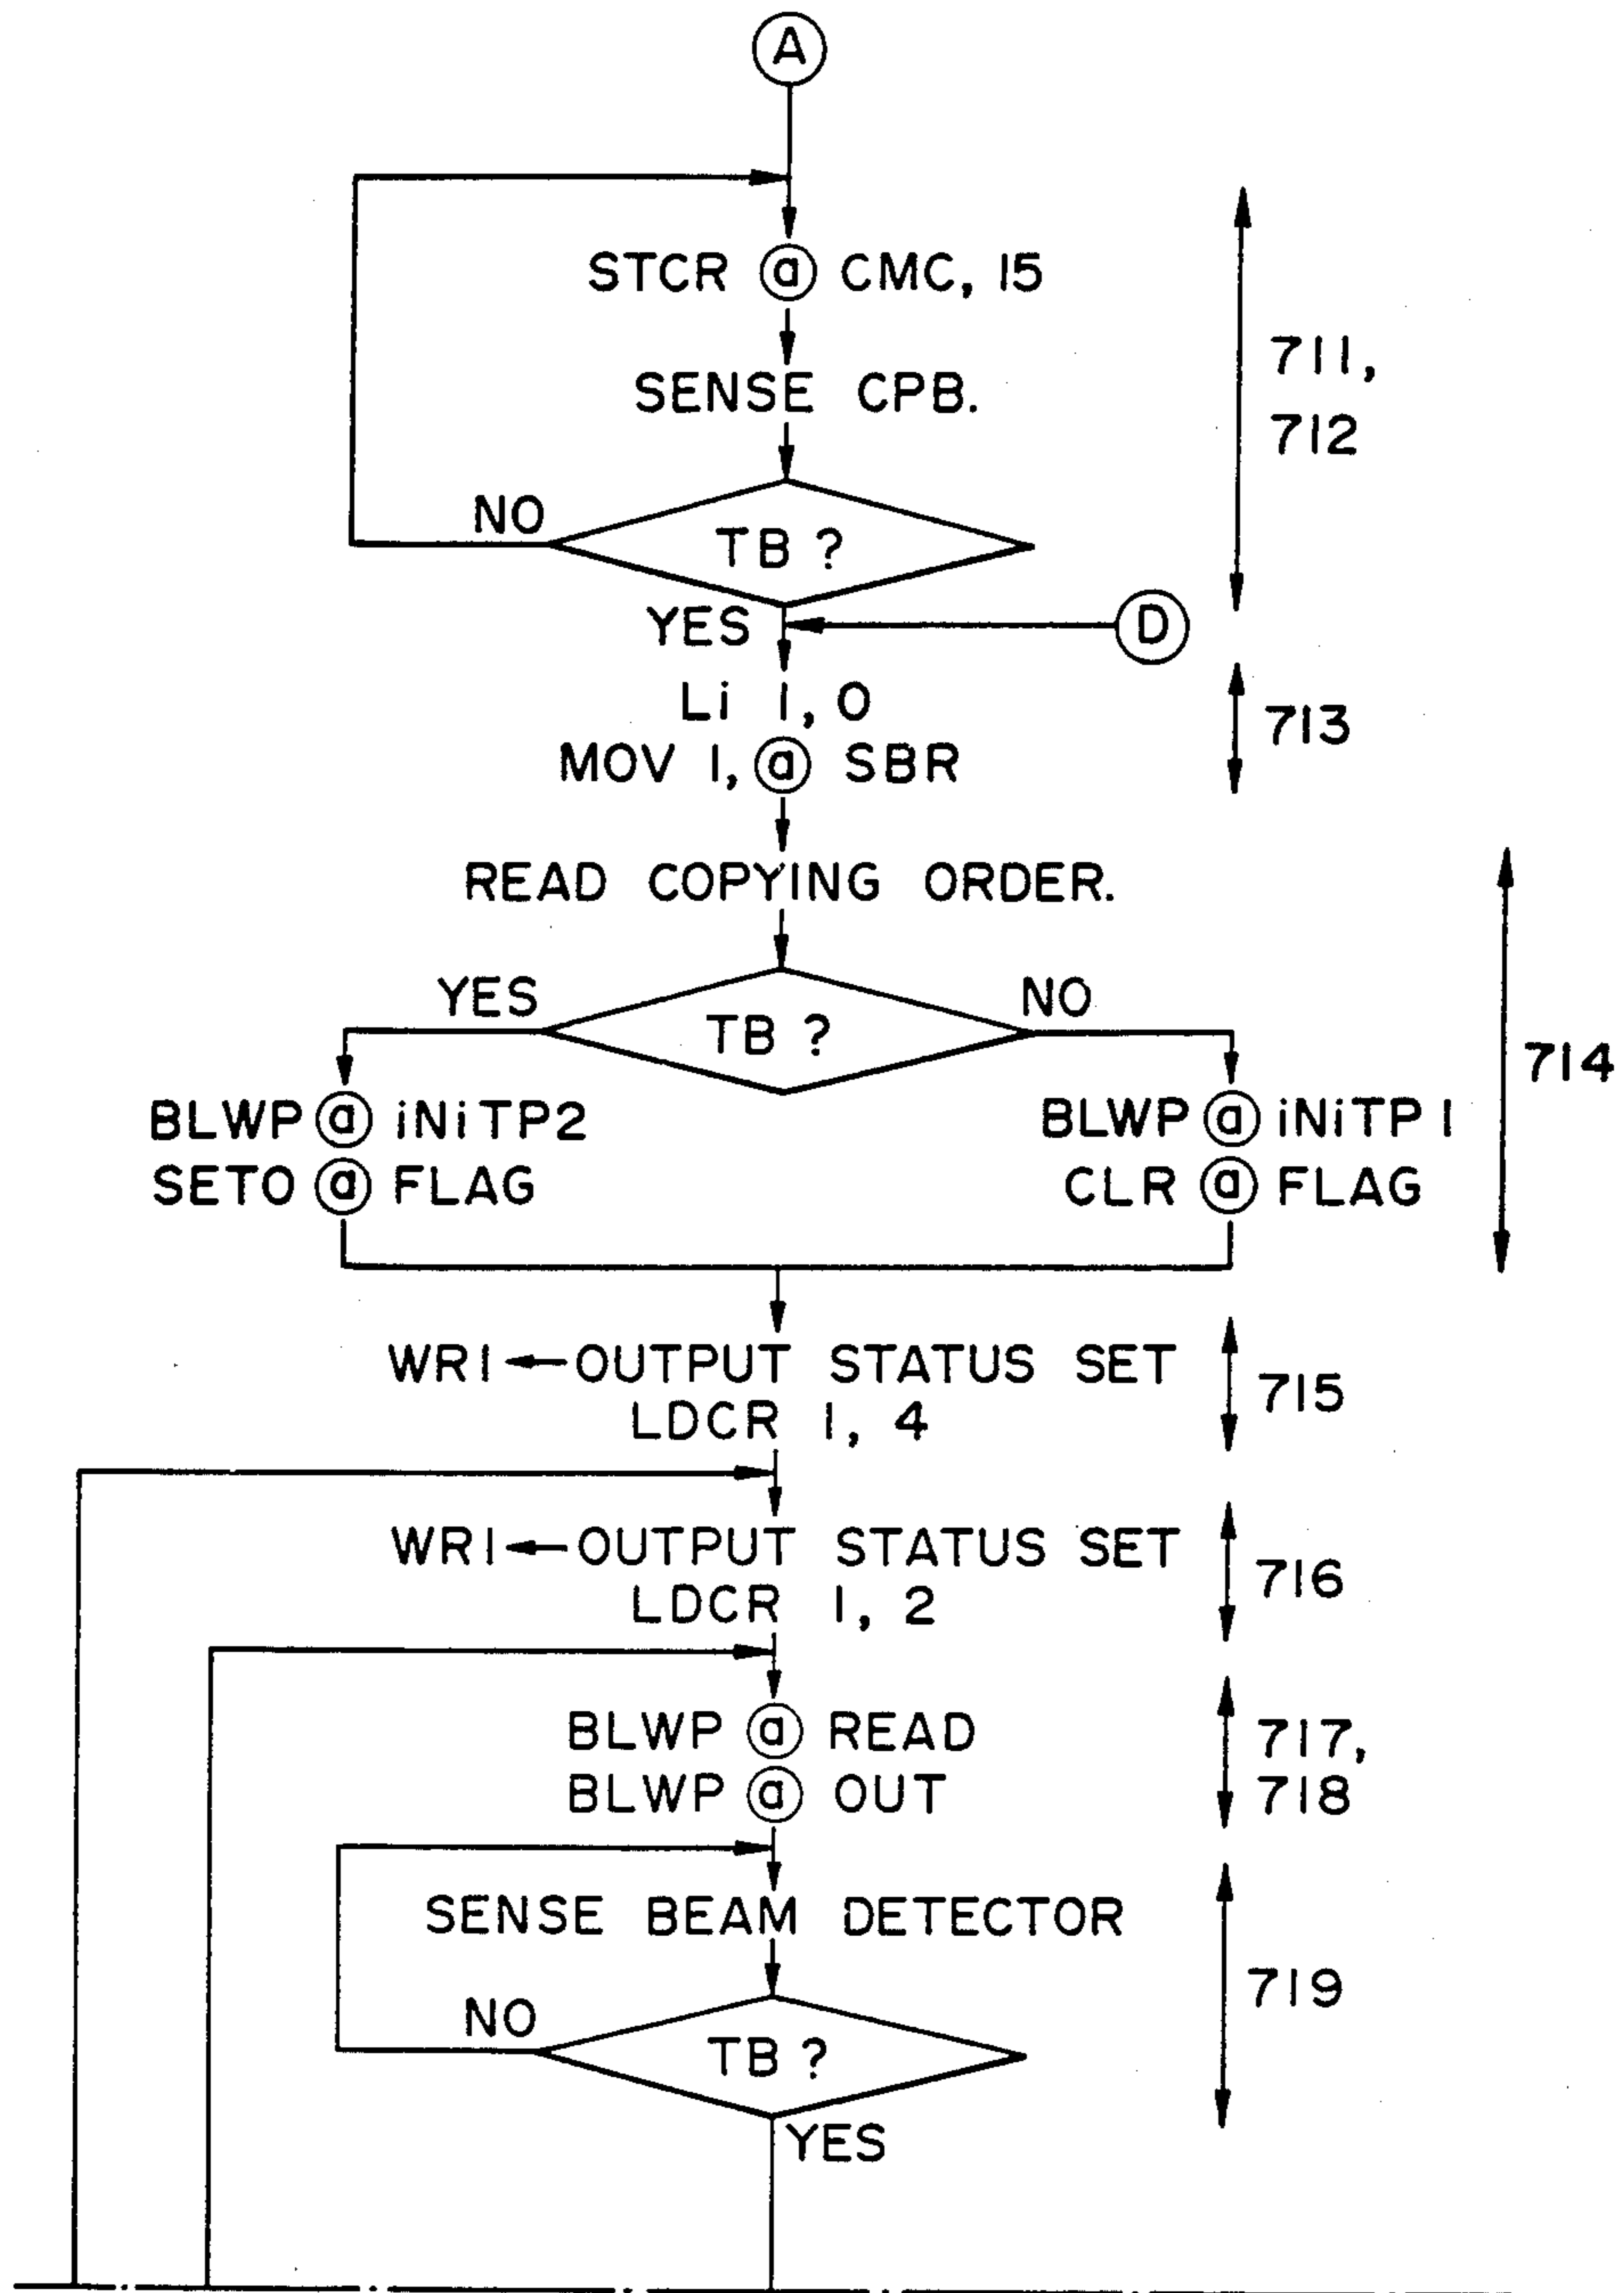 A
STCR @ CMC, 15
SENSE CPB.
711,
712
NO
TB ?
YES
D
Li 1, 0
MOV 1, @ SBR
713
READ COPYING ORDER.
YES
NO
TB ?
714
BLWP @ iNiTP2
SETO @ FLAG
BLWP @ iNiTP1
CLR @ FLAG
WR1←OUTPUT STATUS SET
LDCR 1, 4
715
WR1←OUTPUT STATUS SET
LDCR 1, 2
716
BLWP @ READ
BLWP @ OUT
717,
718
SENSE BEAM DETECTOR
719
NO
TB ?
YES